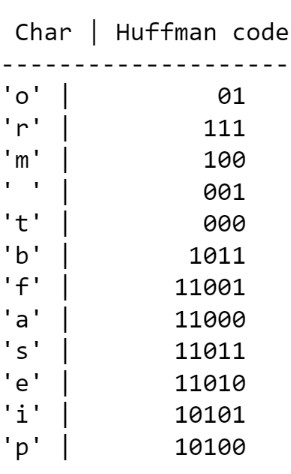 Char | Huffman code
-------------------
'o' | 01
'r' | 111
'm' | 100
' ' | 001
't' | 000
'b' | 1011
'f' | 11001
'a' | 11000
's' | 11011
'e' | 11010
'i' | 10101
'p' | 10100